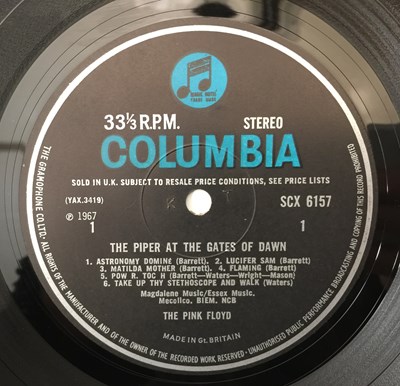 "MAGIC NOTES"
TRADE-MARK
33⅓ R.P.M. STEREO
COLUMBIA
SOLD IN U.K. SUBJECT TO RESALE PRICE CONDITIONS, SEE PRICE LISTS
(YAX.3419) SCX 6157
℗ 1967
1 1
THE PIPER AT THE GATES OF DAWN
1. ASTRONOMY DOMINE (Barrett). 2. LUCIFER SAM (Barrett)
3. MATILDA MOTHER (Barrett). 4. FLAMING (Barrett)
5. POW R. TOC H (Barrett—Waters—Wright—Mason)
6. TAKE UP THY STETHOSCOPE AND WALK (Waters)
Magdalene Music/Essex Music.
Mecolico. BIEM. NCB
THE PINK FLOYD
MADE IN Gt. BRITAIN
THE GRAMOPHONE CO. LTD. ALL RIGHTS OF THE MANUFACTURER AND OF THE OWNER OF THE RECORDED WORK RESERVED. UNAUTHORISED PUBLIC PERFORMANCE BROADCASTING AND COPYING OF THIS RECORD PROHIBITED